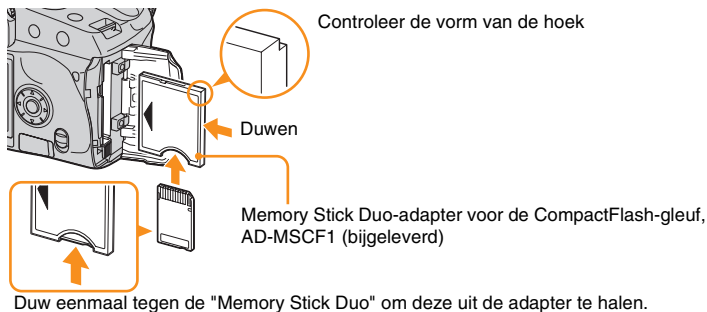 Controleer de vorm van de hoek
Duwen
Memory Stick Duo-adapter voor de CompactFlash-gleuf,
AD-MSCF1 (bijgeleverd)
Duw eenmaal tegen de "Memory Stick Duo" om deze uit de adapter te halen.